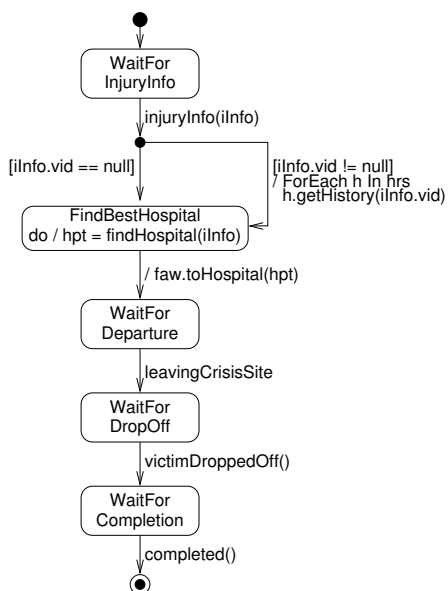 WaitFor
InjuryInfo
injuryInfo(iInfo)
[iInfo.vid == null]
[iInfo.vid != null]
/ ForEach h In hrs
h.getHistory(iInfo.vid)
FindBestHospital
do / hpt = findHospital(iInfo)
/ faw.toHospital(hpt)
WaitFor
Departure
leavingCrisisSite
WaitFor
DropOff
victimDroppedOff()
WaitFor
Completion
completed()